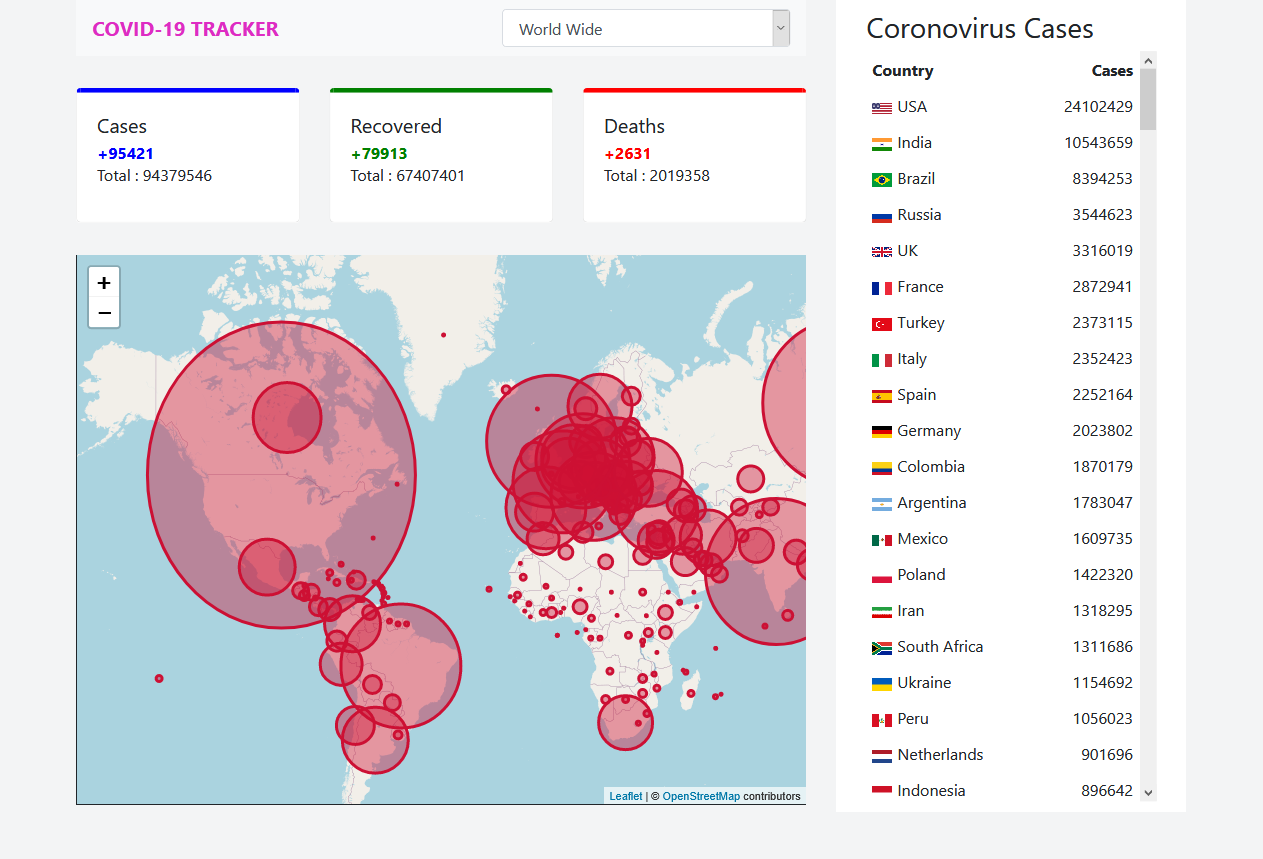 COVID-19 TRACKER
World Wide
Cases
+95421
Total : 94379546
Recovered
+79913
Total : 67407401
Deaths
+2631
Total : 2019358
+
−
Leaflet | © OpenStreetMap contributors
Coronovirus Cases
Country Cases
USA 24102429
India 10543659
Brazil 8394253
Russia 3544623
UK 3316019
France 2872941
Turkey 2373115
Italy 2352423
Spain 2252164
Germany 2023802
Colombia 1870179
Argentina 1783047
Mexico 1609735
Poland 1422320
Iran 1318295
South Africa 1311686
Ukraine 1154692
Peru 1056023
Netherlands 901696
Indonesia 896642